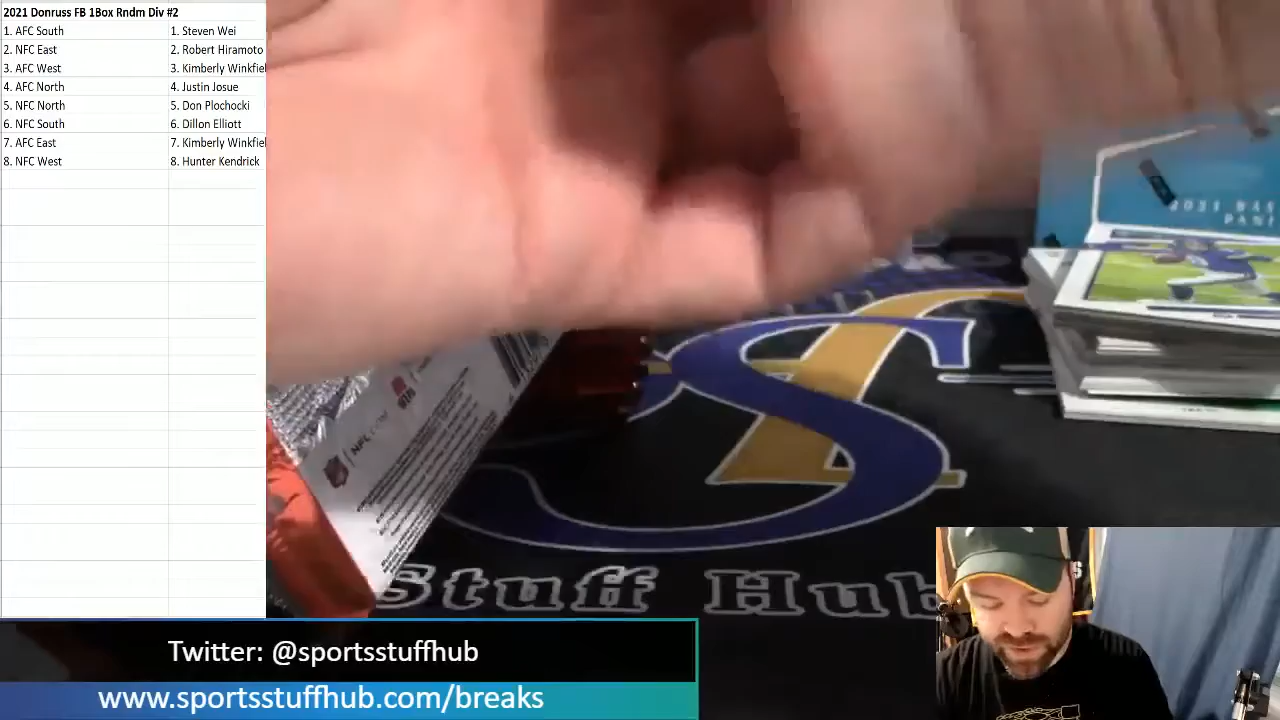 2021 Donruss FB 1Box Rndm Div #2
1. AFC South 1. Steven Wei
2. NFC East 2. Robert Hiramoto
3. AFC West 3. Kimberly Winkfiel
4. AFC North 4. Justin Josue
5. NFC North 5. Don Plochocki
6. NFC South 6. Dillon Elliott
7. AFC East 7. Kimberly Winkfiel
8. NFC West 8. Hunter Kendrick
2021
PANI
NFL
S
Stuff Hub
Twitter: @sportsstuffhub
www.sportsstuffhub.com/breaks